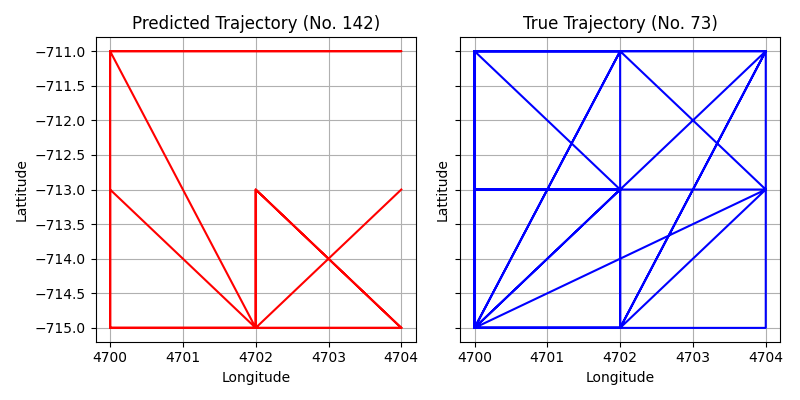 Predicted Trajectory (No. 142)
True Trajectory (No. 73)
Lattitude
−711.0
−711.5
−712.0
−712.5
−713.0
−713.5
−714.0
−714.5
−715.0
4700 4701 4702 4703 4704
Longitude
Lattitude
4700 4701 4702 4703 4704
Longitude